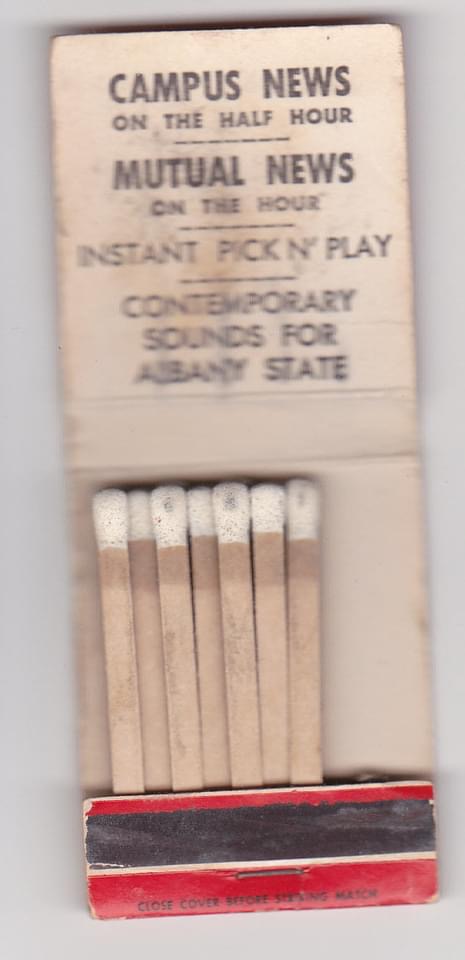 CAMPUS NEWS
ON THE HALF HOUR
MUTUAL NEWS
ON THE HOUR
INSTANT PICK N' PLAY
CONTEMPORARY
SOUNDS FOR
ALBANY STATE
CLOSE COVER BEFORE STRIKING MATCH